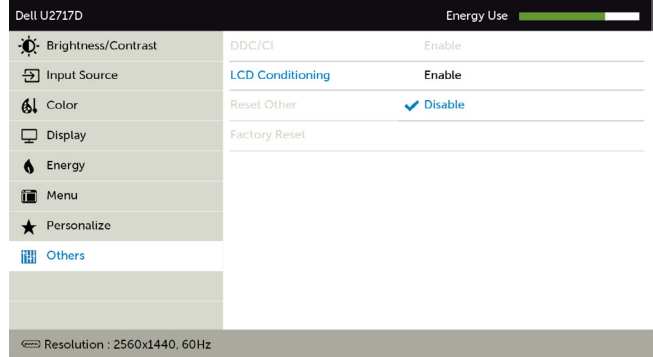 Dell U2717D Energy Use
Brightness/Contrast DDC/CI Enable
Input Source LCD Conditioning Enable
Color Reset Other Disable
Display Factory Reset
Energy
Menu
Personalize
Others
Resolution : 2560x1440, 60Hz